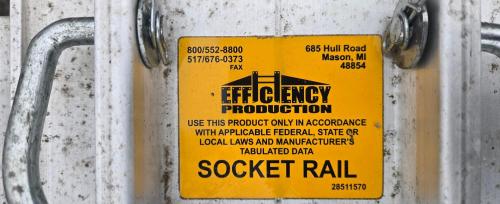 800/552-8800
517/676-0373
FAX
685 Hull Road
Mason, MI
48854
EFFICIENCY
PRODUCTION
USE THIS PRODUCT ONLY IN ACCORDANCE
WITH APPLICABLE FEDERAL, STATE OR
LOCAL LAWS AND MANUFACTURER'S
TABULATED DATA
SOCKET RAIL
28511570